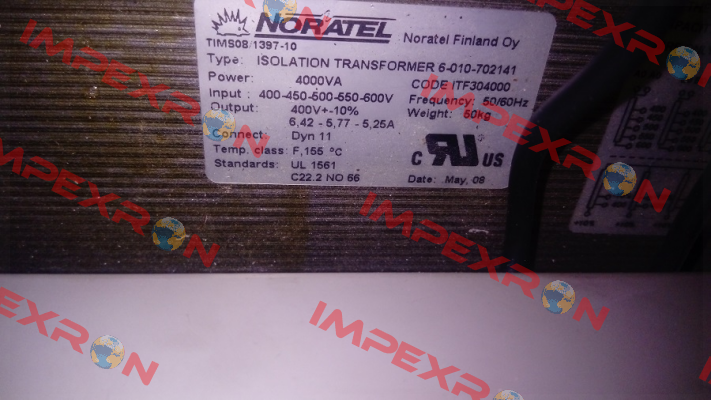 NORATEL
Noratel Finland Oy
TIMS08/1397-10
Type: ISOLATION TRANSFORMER 6-010-702141
Power: 4000VA CODE ITF304000
Input : 400-450-500-550-600V Frequency: 50/60Hz
Output: 400V+-10% Weight: 50kg
6,42 - 5,77 - 5,25A
Connect: Dyn 11
Temp. class: F,155 °C
Standards: UL 1561
C22.2 NO 66
C US
Date: May, 08
IMPEXRON
IMPEXRON
IMPEXRON
IMPEXRON
IMPEXRON